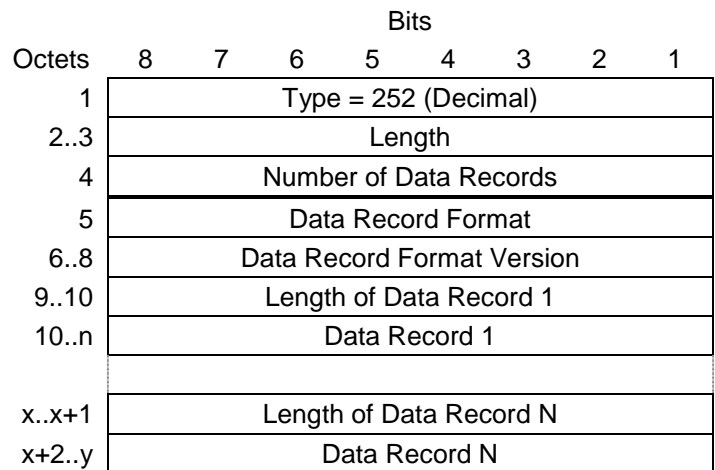 Bits
Octets 8 7 6 5 4 3 2 1
1 Type = 252 (Decimal)
2..3 Length
4 Number of Data Records
5 Data Record Format
6..8 Data Record Format Version
9..10 Length of Data Record 1
10..n Data Record 1
x..x+1 Length of Data Record N
x+2..y Data Record N